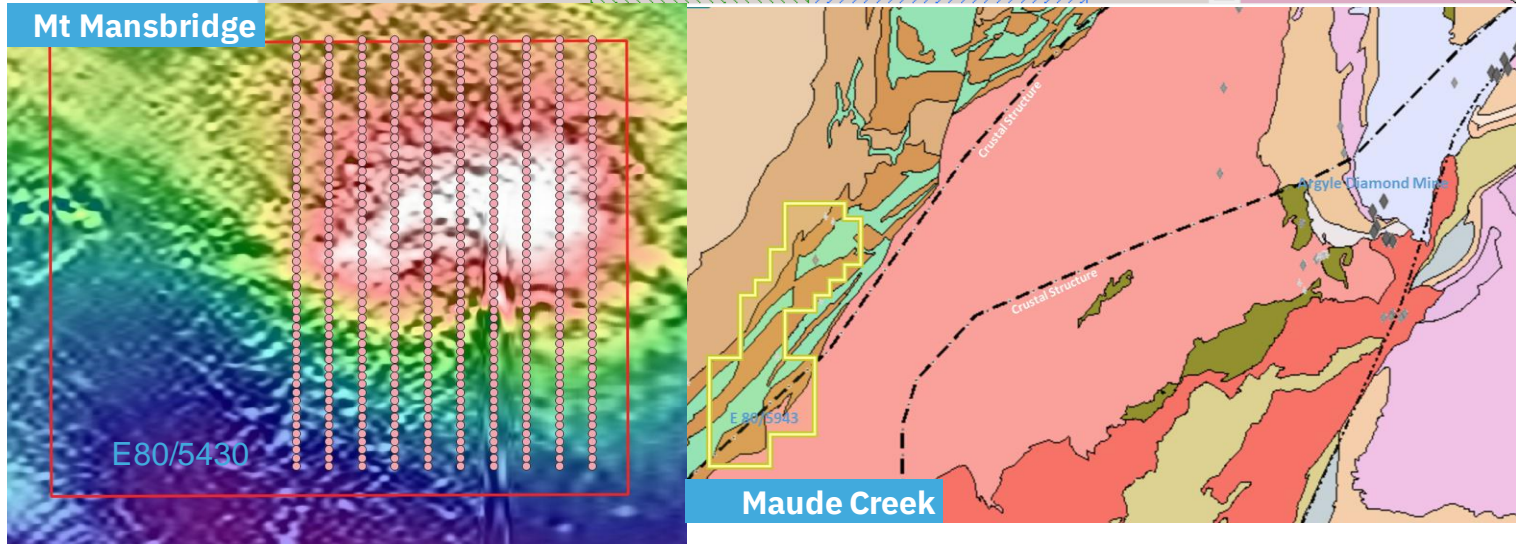 Mt Mansbridge
E80/5430
Crustal Structure
Argyle Diamond Mine
Crustal Structure
E 80/5943
Maude Creek